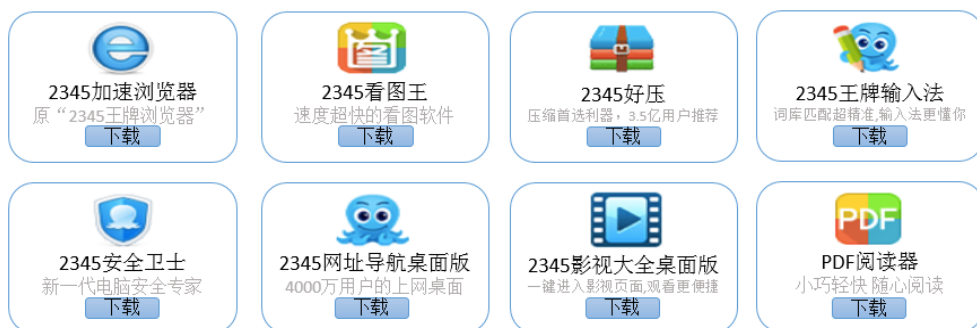 2345加速浏览器
原“2345王牌浏览器”
下载
2345看图王
速度超快的看图软件
下载
2345好压
压缩首选利器，3.5亿用户推荐
下载
2345王牌输入法
词库匹配超精准,输入法更懂你
下载
2345安全卫士
新一代电脑安全专家
下载
2345网址导航桌面版
4000万用户的上网桌面
下载
2345影视大全桌面版
一键进入影视页面,观看更便捷
下载
PDF
PDF阅读器
小巧轻快 随心阅读
下载